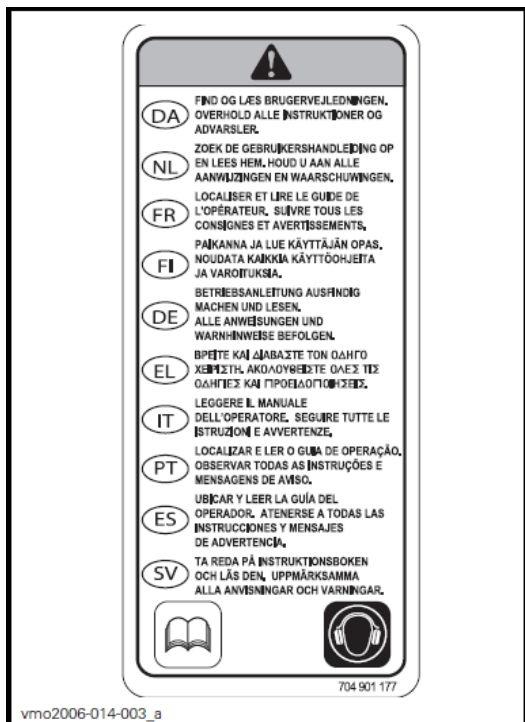 DA
FIND OG LÆS BRUGERVEJLEDNINGEN.
OVERHOLD ALLE INSTRUKTIONER OG
ADVARSLER.
NL
ZOEK DE GEBRUIKERSHANDLEIDING OP
EN LEES HEM. HOUD U AAN ALLE
AANWIJZINGEN EN WAARSCHUWINGEN.
FR
LOCALISER ET LIRE LE GUIDE DE
L'OPÉRATEUR. SUIVRE TOUS LES
CONSIGNES ET AVERTISSEMENTS.
FI
PAIKANNA JA LUE KÄYTTÄJÄN OPAS.
NOUDATA KAIKKIA KÄYTTÖOHJEITA
JA VAROITUKSIA.
DE
BETRIEBSANLEITUNG AUSFINDIG
MACHEN UND LESEN.
ALLE ANWEISUNGEN UND
WARNHINWEISE BEFOLGEN.
EL
ΒΡΕΙΤΕ ΚΑΙ ΔΙΑΒΑΣΤΕ ΤΟΝ ΟΔΗΓΟ
ΧΕΙΡΙΣΤΗ. ΑΚΟΛΟΥΘΕΙΣΤΕ ΟΛΕΣ ΤΙΣ
ΟΔΗΓΙΕΣ ΚΑΙ ΠΡΟΕΙΔΟΠΟΙΗΣΕΙΣ.
IT
LEGGERE IL MANUALE
DELL'OPERATORE. SEGUIRE TUTTE LE
ISTRUZIONI E AVVERTENZE.
PT
LOCALIZAR E LER O GUIA DE OPERAÇÃO.
OBSERVAR TODAS AS INSTRUÇÕES E
MENSAGENS DE AVISO.
ES
UBICAR Y LEER LA GUÍA DEL
OPERADOR. ATENERSE A TODAS LAS
INSTRUCCIONES Y MENSAJES
DE ADVERTENCIA.
SV
TA REDA PÅ INSTRUKTIONSBOKEN
OCH LÄS DEN. UPPMÄRKSAMMA
ALLA ANVISNINGAR OCH VARNINGAR.
704 901 177
vmo2006-014-003_a